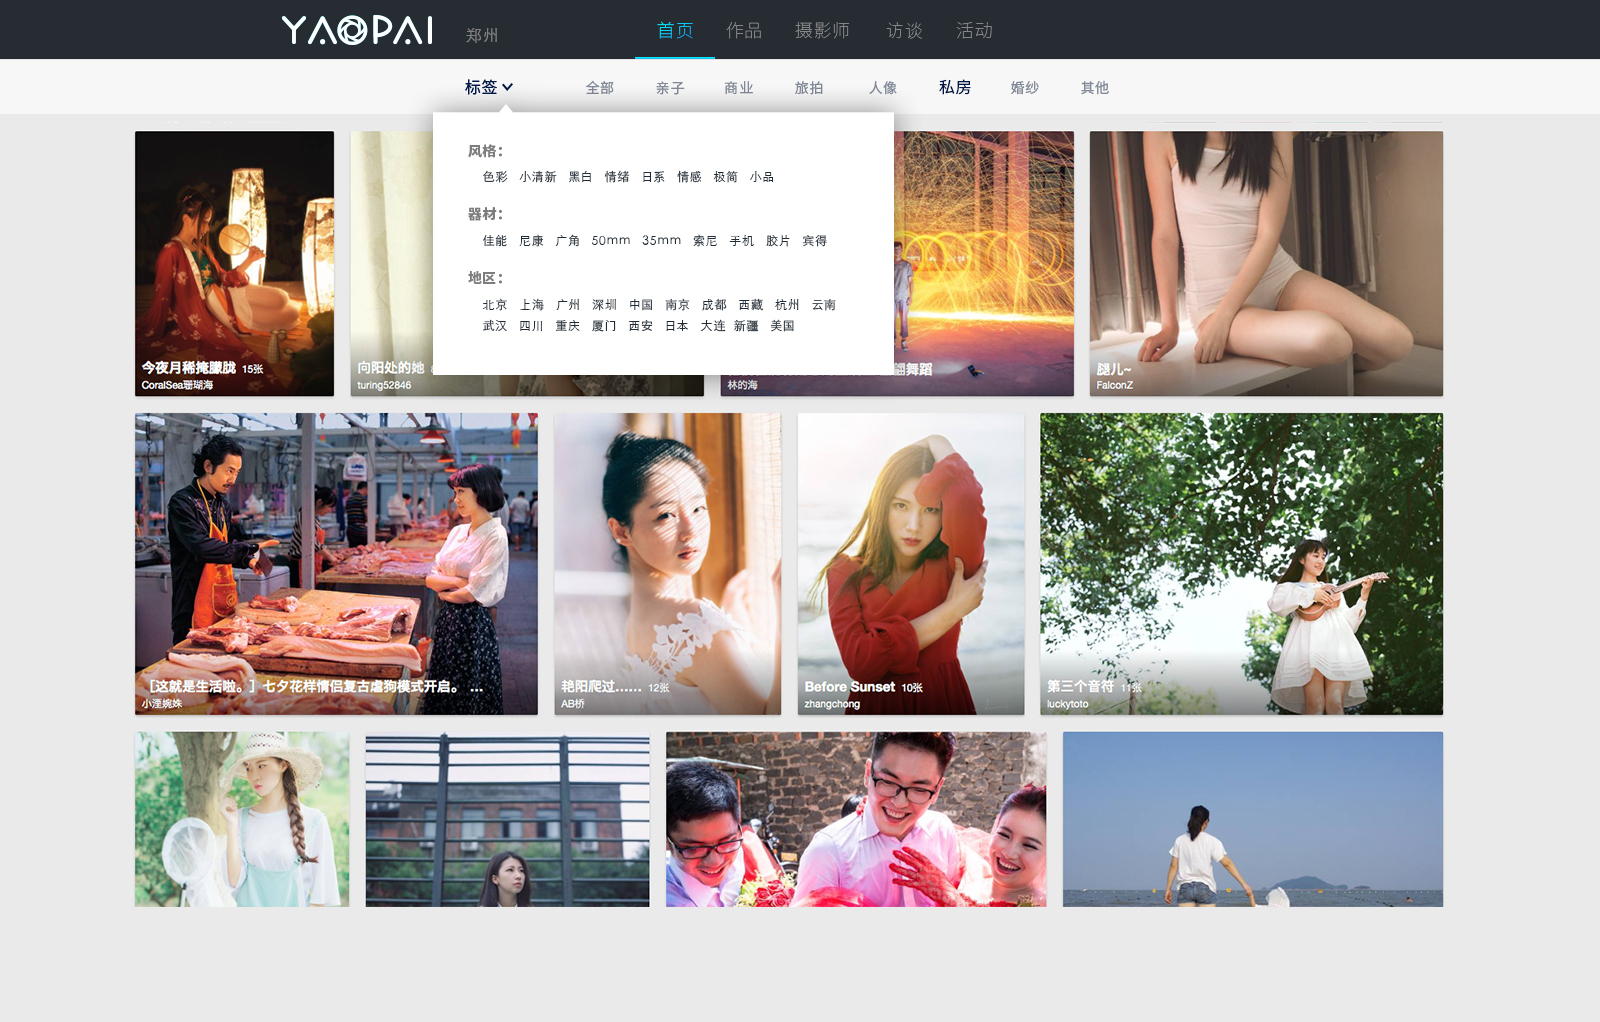 YAOPAI 郑州 首页 作品 摄影师 访谈 活动
标签 全部 亲子 商业 旅拍 人像 私房 婚纱 其他
风格：
色彩 小清新 黑白 情绪 日系 情感 极简 小品
器材：
佳能 尼康 广角 50mm 35mm 索尼 手机 胶片 宾得
地区：
北京 上海 广州 深圳 中国 南京 成都 西藏 杭州 云南
武汉 四川 重庆 厦门 西安 日本 大连 新疆 美国
今夜月稀掩朦胧 15张
CoralSea珊瑚海
向阳处的她
turing52846
舞蹈
林的海
腿儿~
FalconZ
［这就是生活啦。］七夕花样情侣复古虐狗模式开启。 ...
小湮婉姝
艳阳爬过…… 12张
AB桥
Before Sunset 10张
zhangchong
第三个音符 11张
luckytoto